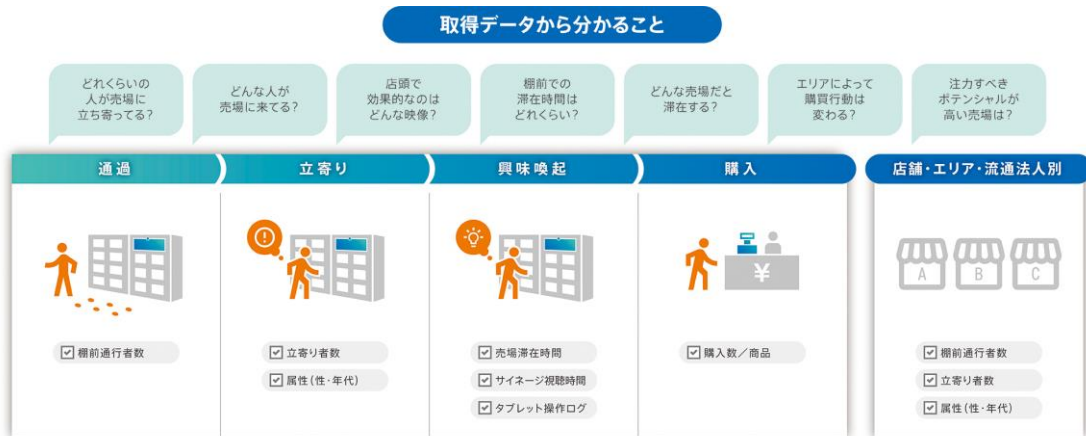 取得データから分かること
どれくらいの
人が売場に
立ち寄ってる?
どんな人が
売場に来てる?
店頭で
効果的なのは
どんな映像?
棚前での
滞在時間は
どれくらい?
どんな売場だと
滞在する?
エリアによって
購買行動は
変わる?
注力すべき
ポテンシャルが
高い売場は?
通過
立寄り
興味喚起
購入
店舗・エリア・流通法人別
¥
A
B
C
棚前通行者数
立寄り者数
属性(性・年代)
売場滞在時間
サイネージ視聴時間
タブレット操作ログ
購入数/商品
棚前通行者数
立寄り者数
属性(性・年代)